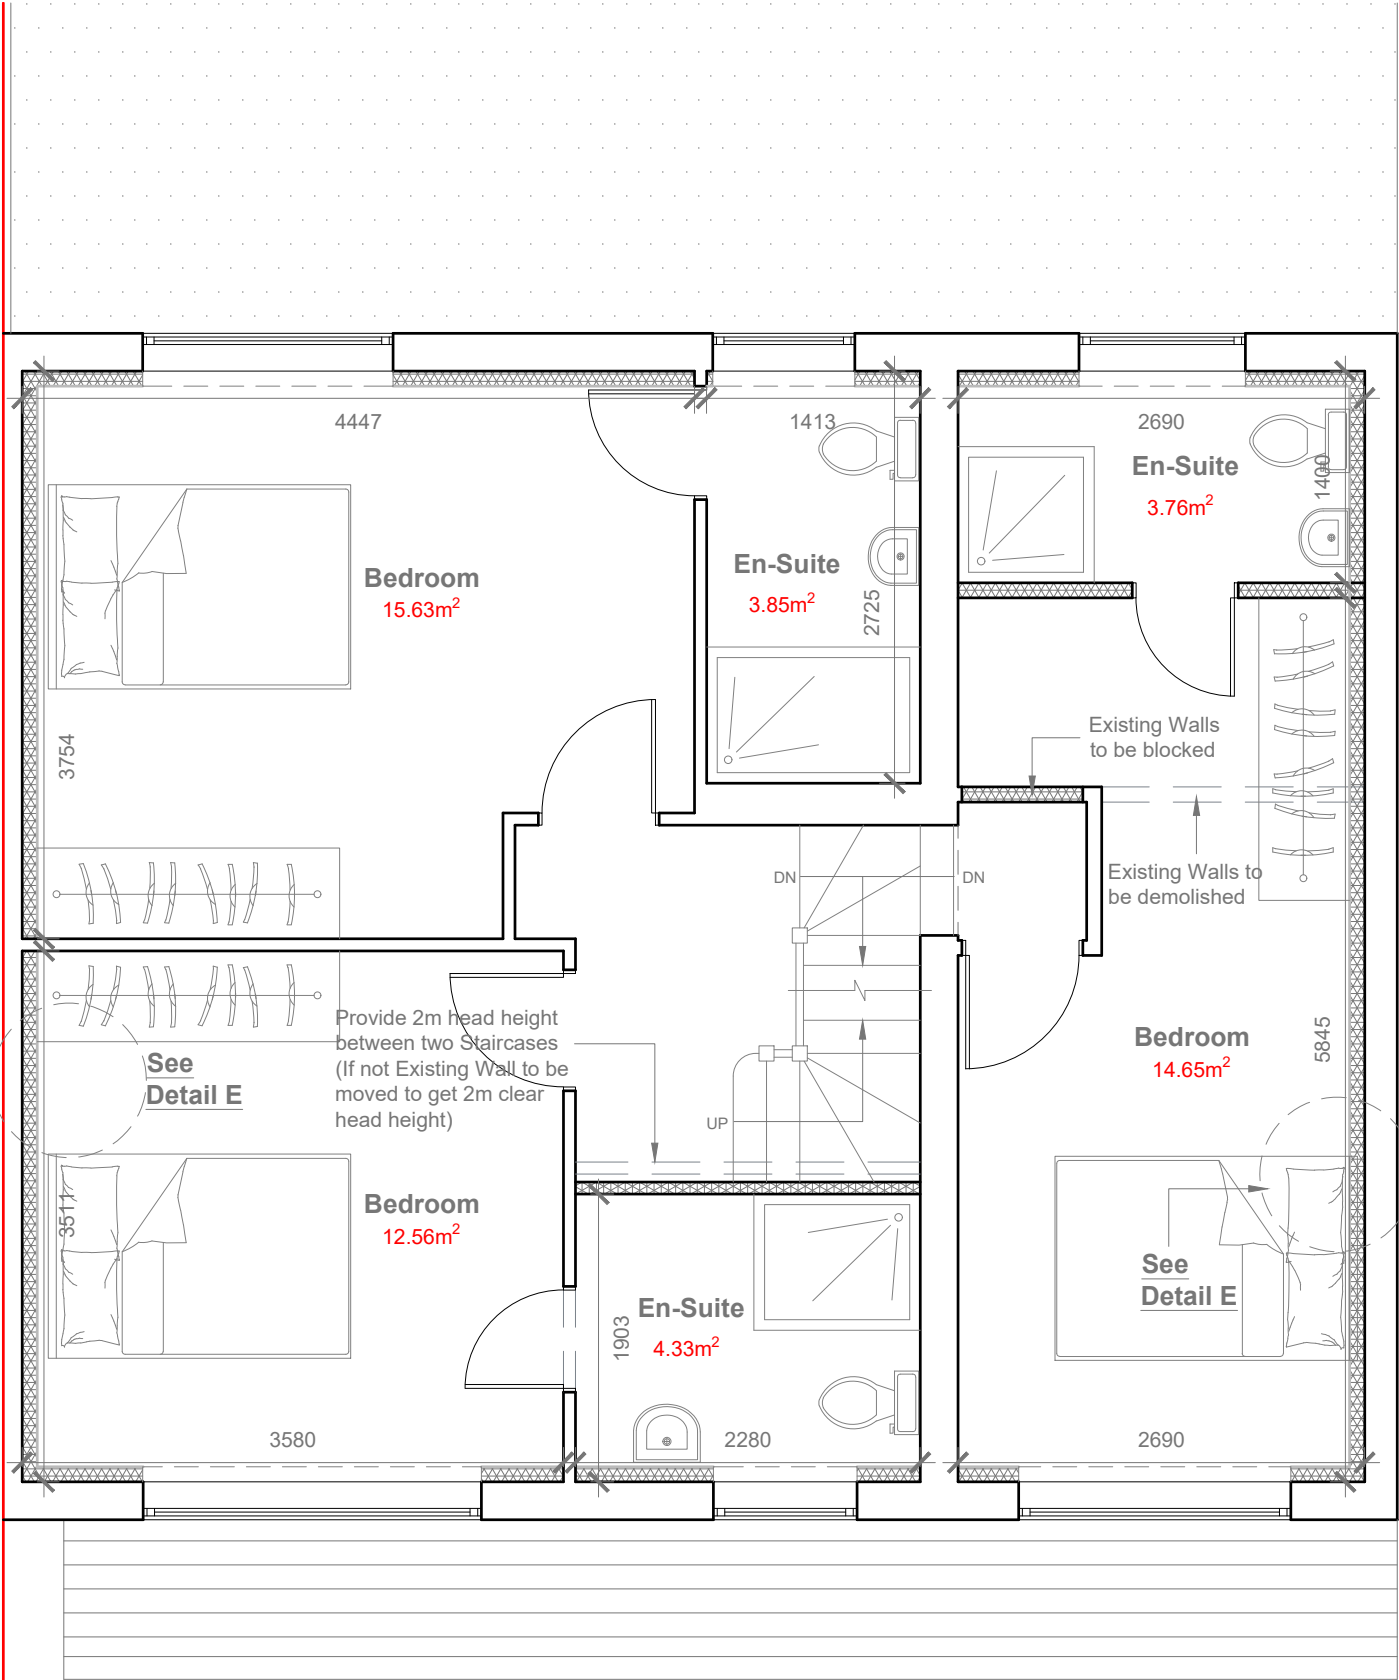 4447
1413
2690
En-Suite
3.76m²
1400
Bedroom
15.63m²
En-Suite
3.85m²
2725
3754
Existing Walls
to be blocked
DN
DN
Existing Walls to
be demolished
Provide 2m head height
between two Staircases
(If not Existing Wall to be
moved to get 2m clear
head height)
See
Detail E
UP
Bedroom
14.65m²
5845
3511
Bedroom
12.56m²
En-Suite
4.33m²
1903
See
Detail E
3580
2280
2690